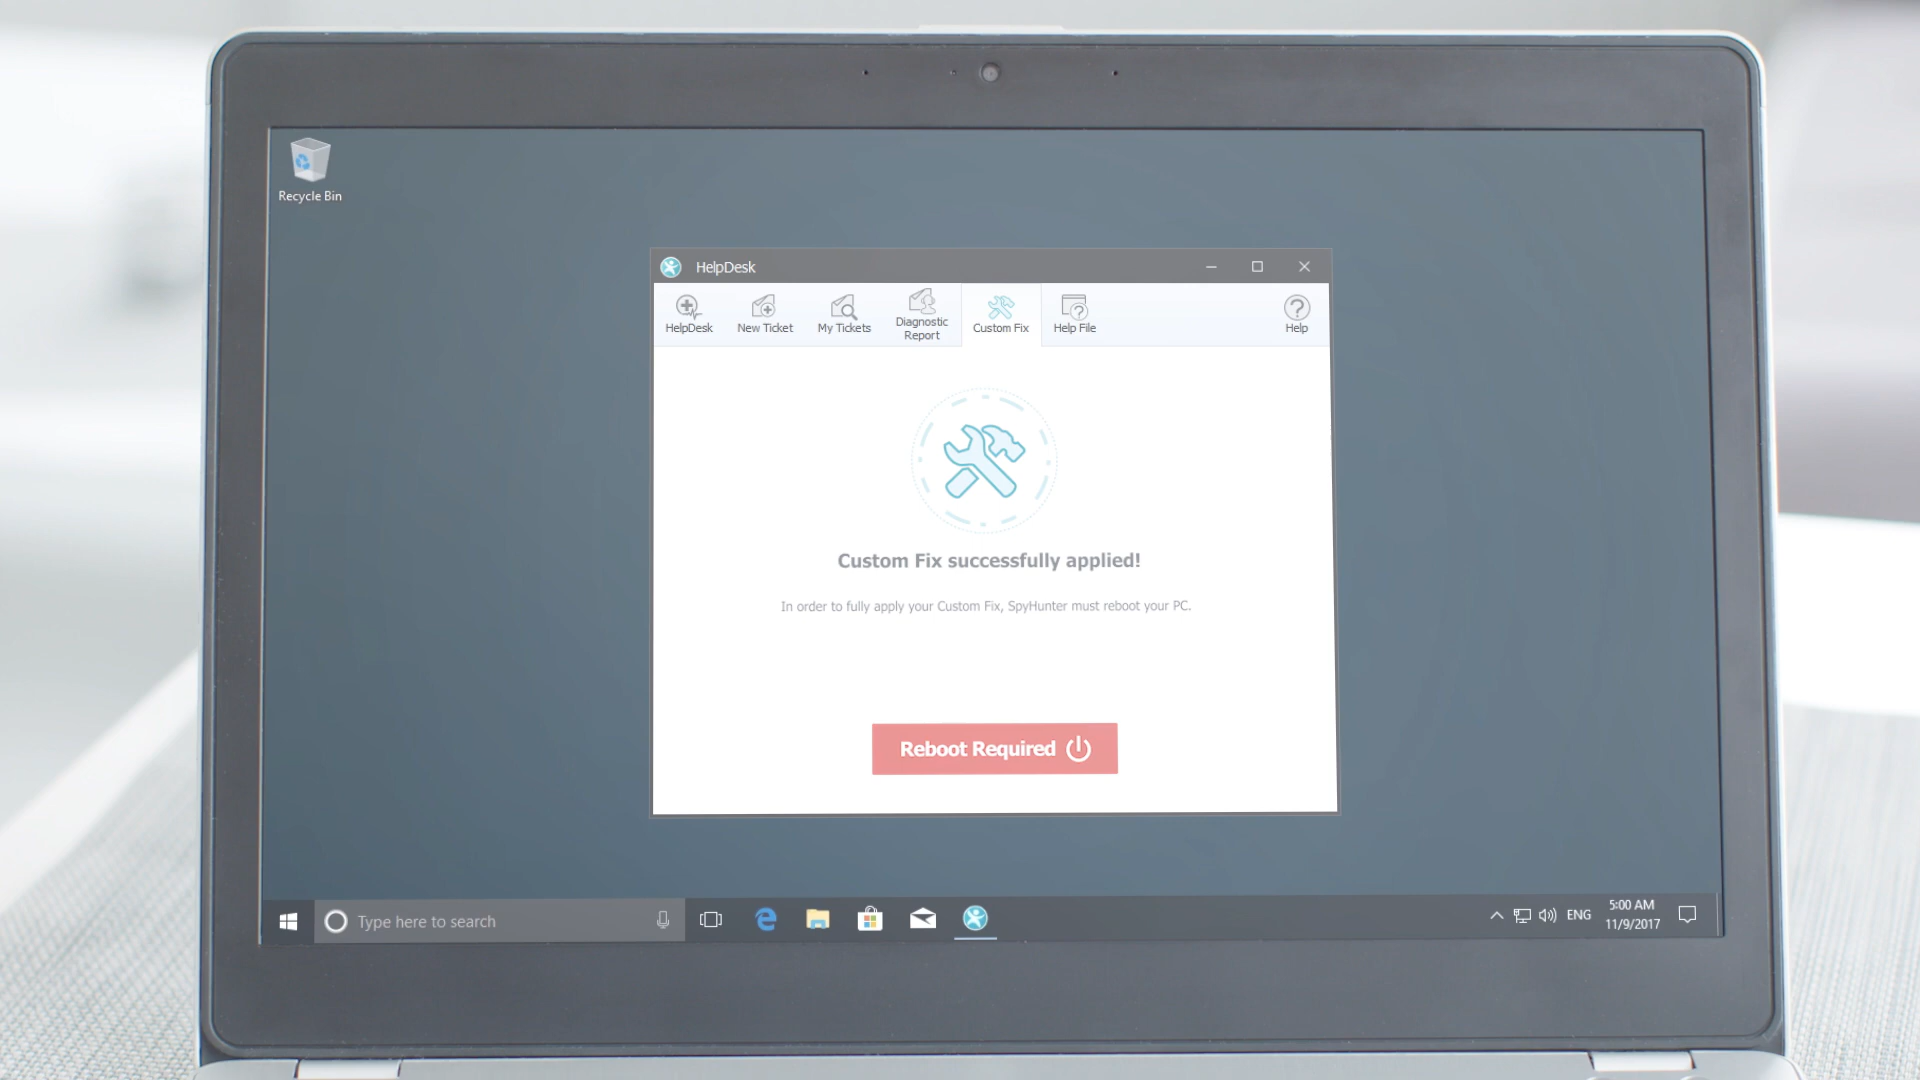 Recycle Bin
HelpDesk
HelpDesk
New Ticket
My Tickets
Diagnostic
Report
Custom Fix
Help File
Help
Custom Fix successfully applied!
In order to fully apply your Custom Fix, SpyHunter must reboot your PC.
Reboot Required
Type here to search
ENG
5:00 AM
11/9/2017